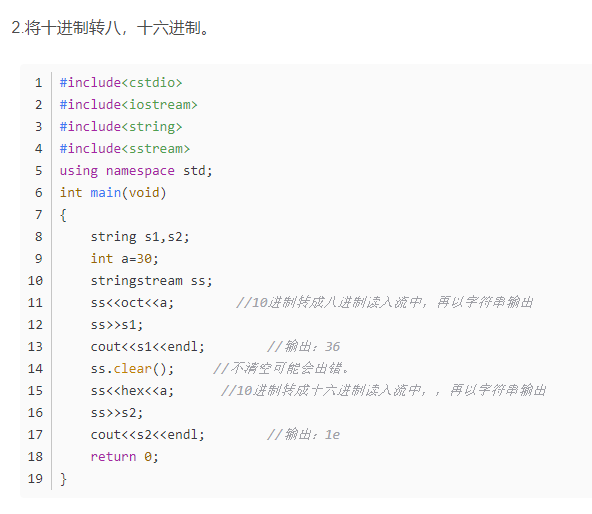 2.将十进制转八，十六进制。
1 #include<cstdio>
2 #include<iostream>
3 #include<string>
4 #include<sstream>
5 using namespace std;
6 int main(void)
7 {
8     string s1,s2;
9     int a=30;
10     stringstream ss;
11     ss<<oct<<a;        //10进制转成八进制读入流中，再以字符串输出
12     ss>>s1;
13     cout<<s1<<endl;        //输出：36
14     ss.clear();     //不清空可能会出错。
15     ss<<hex<<a;      //10进制转成十六进制读入流中，，再以字符串输出
16     ss>>s2;
17     cout<<s2<<endl;        //输出：1e
18     return 0;
19 }